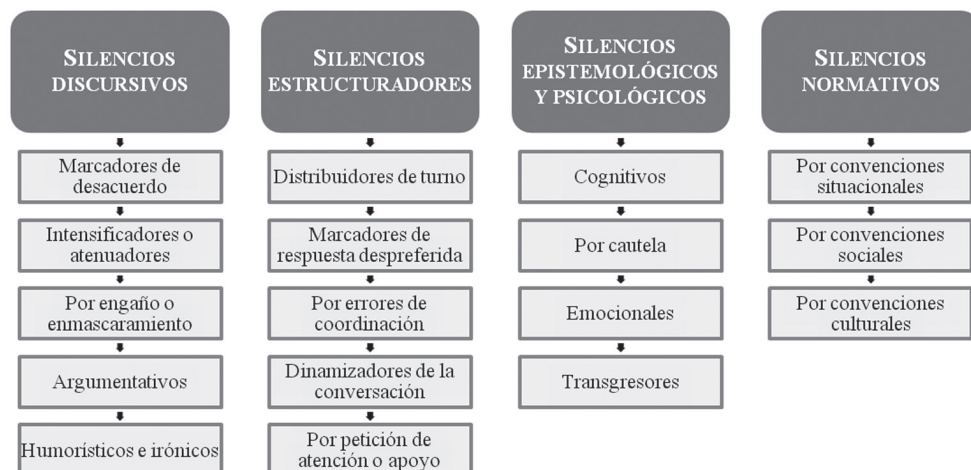 SILENCIOS
DISCURSIVOS
Marcadores de
desacuerdo
Intensificadores o
atenuadores
Por engaño o
enmascaramiento
Argumentativos
Humorísticos e irónicos
SILENCIOS
ESTRUCTURADORES
Distribuidores de turno
Marcadores de
respuesta despreferida
Por errores de
coordinación
Dinamizadores de la
conversación
Por petición de
atención o apoyo
SILENCIOS
EPISTEMOLÓGICOS
Y PSICOLÓGICOS
Cognitivos
Por cautela
Emocionales
Transgresores
SILENCIOS
NORMATIVOS
Por convenciones
situacionales
Por convenciones
sociales
Por convenciones
culturales